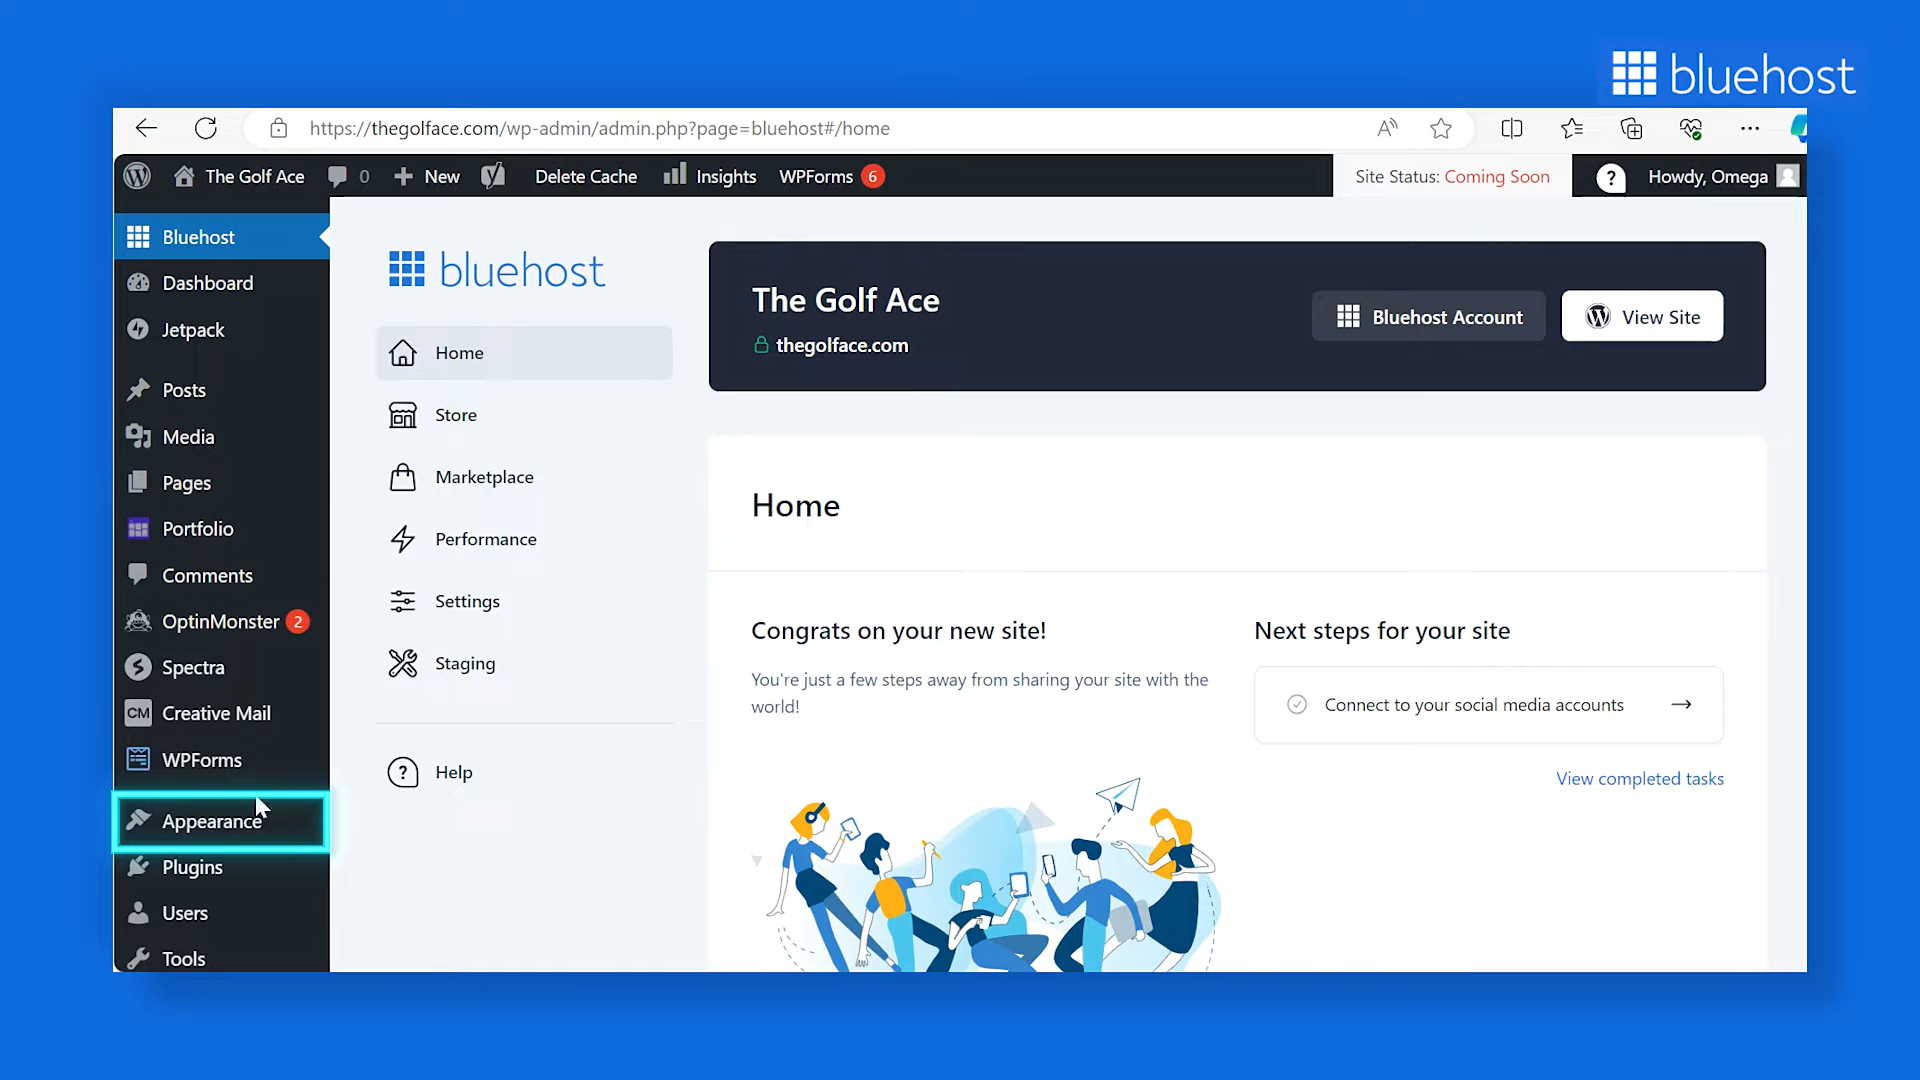 bluehost
https://thegolface.com/wp-admin/admin.php?page=bluehost#/home
The Golf Ace 0 New Delete Cache Insights WPForms 6 Site Status: Coming Soon ? Howdy, Omega
Bluehost
Dashboard
Jetpack
Posts
Media
Pages
Portfolio
Comments
OptinMonster 2
Spectra
CM Creative Mail
WPForms
Appearance
Plugins
Users
Tools
bluehost
Home
Store
Marketplace
Performance
Settings
Staging
? Help
The Golf Ace
thegolface.com
Bluehost Account
View Site
Home
Congrats on your new site!
You're just a few steps away from sharing your site with the
world!
Next steps for your site
Connect to your social media accounts
View completed tasks